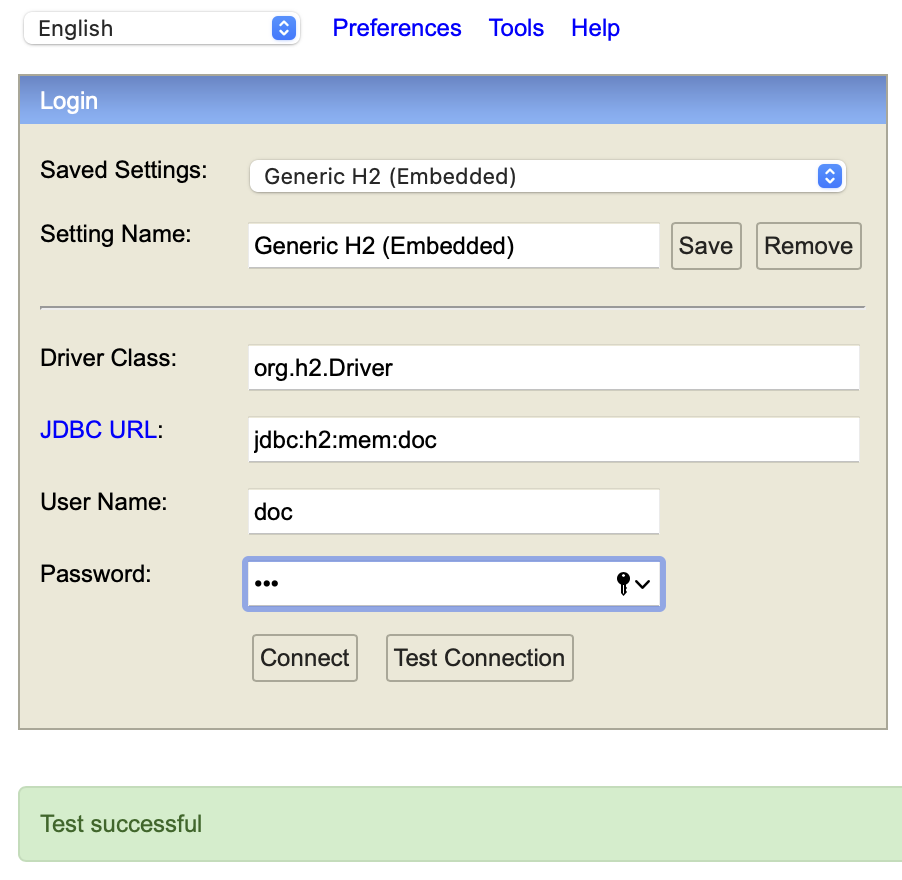 English Preferences Tools Help
Login
Saved Settings: Generic H2 (Embedded)
Setting Name: Generic H2 (Embedded) Save Remove
Driver Class: org.h2.Driver
JDBC URL: jdbc:h2:mem:doc
User Name: doc
Password: •••
Connect Test Connection
Test successful